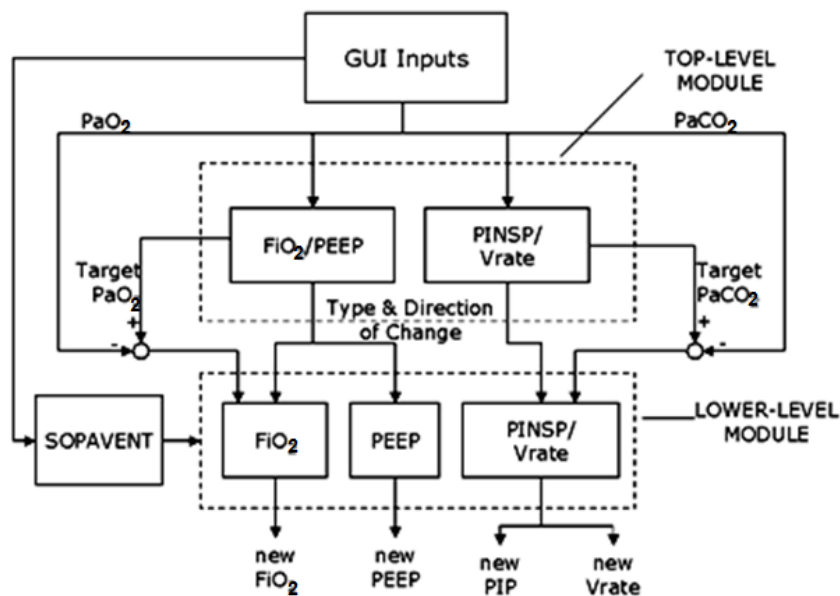 GUI Inputs
TOP-LEVEL
MODULE
PaO2
PaCO2
FiO2/PEEP
PINSP/
Vrate
Target
PaO2
+
-
Type & Direction
of Change
Target
PaCO2
+
-
SOPAVENT
FiO2
PEEP
PINSP/
Vrate
LOWER-LEVEL
MODULE
new
FiO2
new
PEEP
new
PIP
new
Vrate